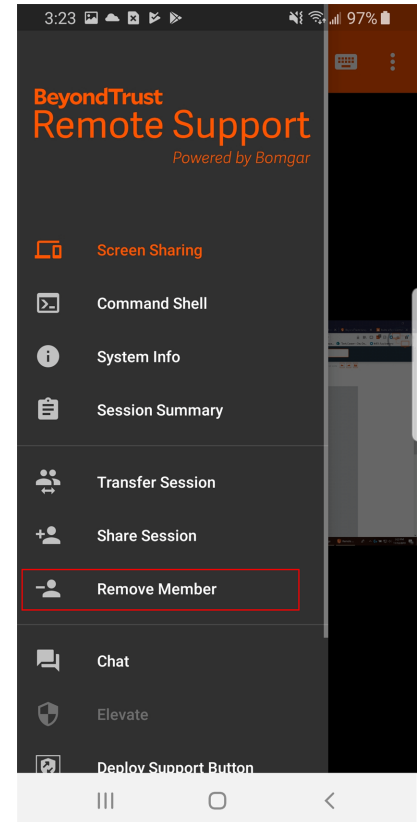 3:23
97%
BeyondTrust
Remote Support
Powered by Bomgar
Screen Sharing
Command Shell
System Info
Session Summary
Transfer Session
Share Session
Remove Member
Chat
Elevate
Deploy Support Button